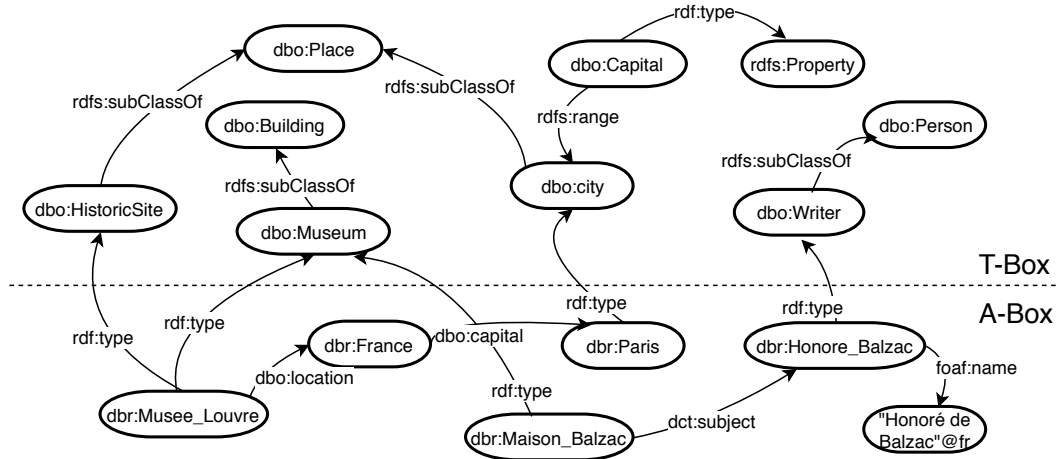 rdf:type
dbo:Place
dbo:Capital
rdfs:Property
rdfs:subClassOf
rdfs:subClassOf
rdfs:range
dbo:Building
dbo:Person
rdfs:subClassOf
rdfs:subClassOf
dbo:city
dbo:HistoricSite
dbo:Museum
dbo:Writer
T-Box
A-Box
rdf:type
rdf:type
rdf:type
rdf:type
dbr:France
dbo:capital
dbr:Paris
dbr:Honore_Balzac
dbo:location
foaf:name
rdf:type
dbr:Musee_Louvre
dbr:Maison_Balzac
dct:subject
"Honoré de
Balzac"@fr